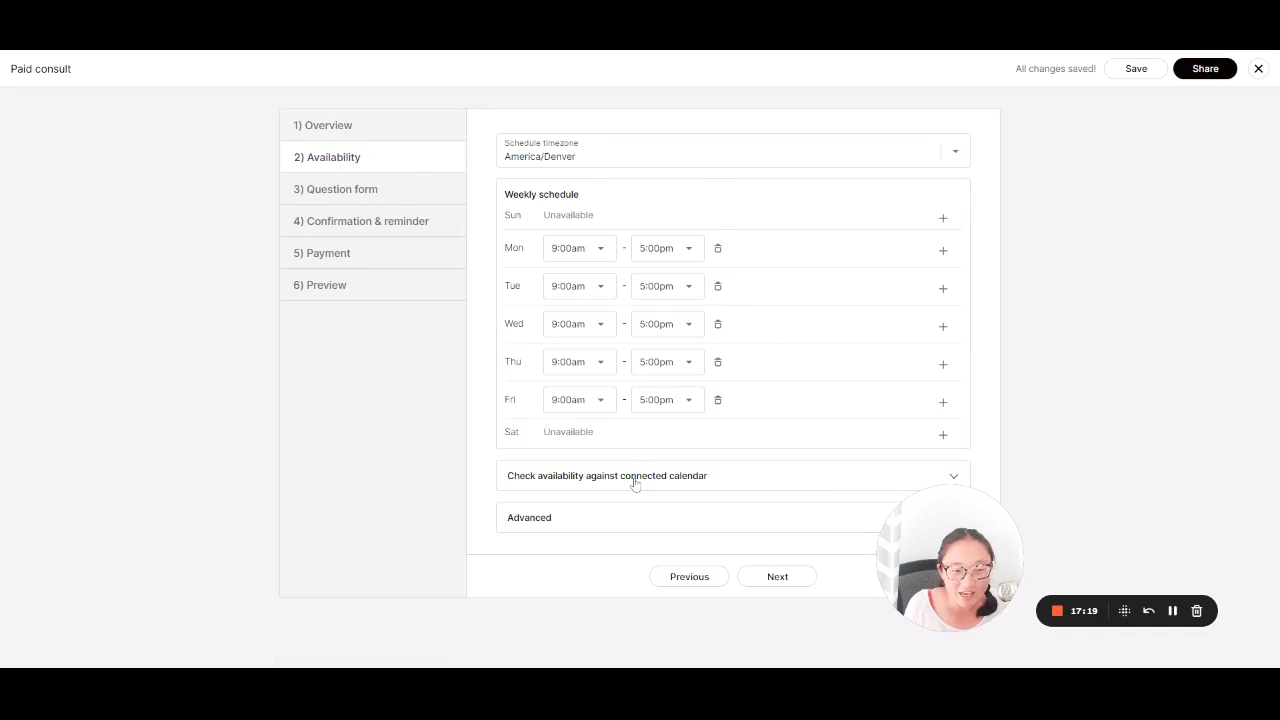 Paid consult
All changes saved! Save Share
1) Overview
2) Availability
3) Question form
4) Confirmation & reminder
5) Payment
6) Preview
Schedule timezone
America/Denver
Weekly schedule
Sun Unavailable
Mon 9:00am - 5:00pm
Tue 9:00am - 5:00pm
Wed 9:00am - 5:00pm
Thu 9:00am - 5:00pm
Fri 9:00am - 5:00pm
Sat Unavailable
Check availability against connected calendar
Advanced
Previous Next
17:19